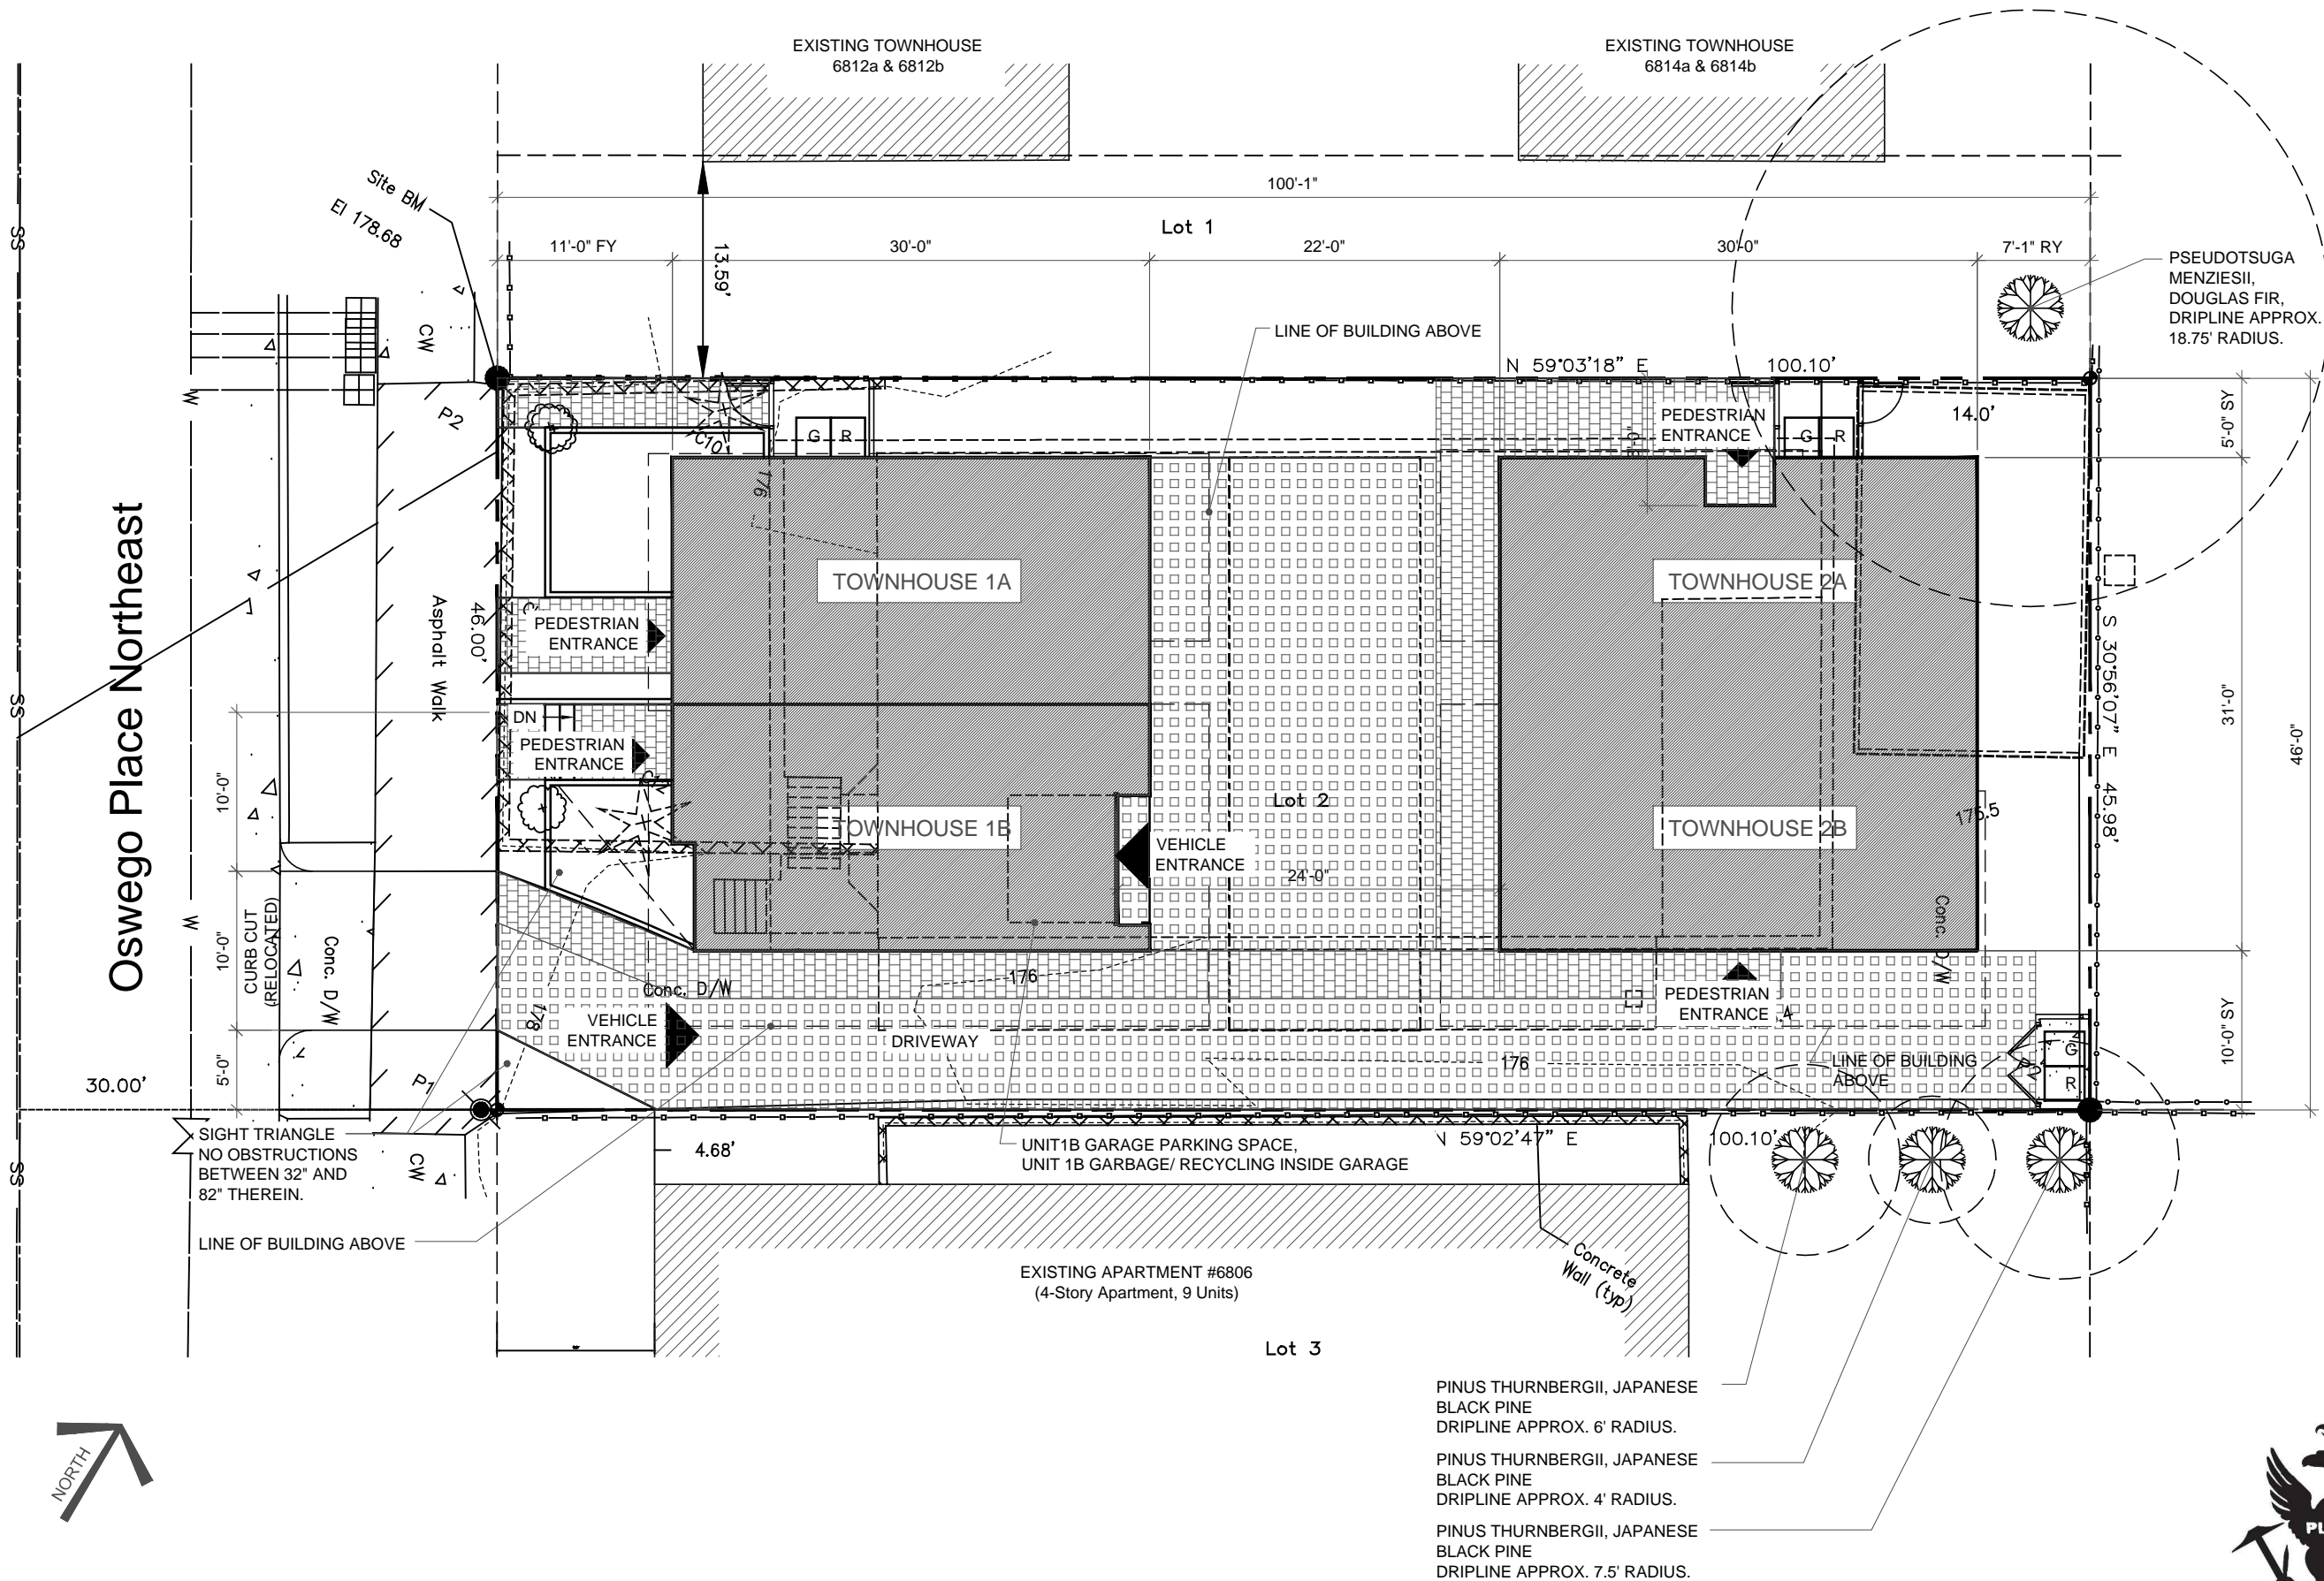 EXISTING TOWNHOUSE
6812a & 6812b
EXISTING TOWNHOUSE
6814a & 6814b
Site BM
El 178.68
100'-1"
Lot 1
11'-0" FY
30'-0"
22'-0"
30'-0"
7'-1" RY
13.59'
PSEUDOTSUGA
MENZIESII,
DOUGLAS FIR,
DRIPLINE APPROX.
18.75' RADIUS.
SS
CW
LINE OF BUILDING ABOVE
N 59°03'18" E
100.10'
W
P2
G R
PEDESTRIAN
ENTRANCE
G R
14.0'
5'-0" SY
176
Oswego Place Northeast
Asphalt Walk
46.00'
TOWNHOUSE 1A
TOWNHOUSE 2A
PEDESTRIAN
ENTRANCE
S 30°56'07" E 45.98'
31'-0"
46'-0"
SS
DN
PEDESTRIAN
ENTRANCE
10'-0"
Lot 2
TOWNHOUSE 1B
TOWNHOUSE 2B
175.5
VEHICLE
ENTRANCE
24'-0"
W
10'-0"
CURB CUT
(RELOCATED)
Conc. D/W
Conc. D/W
176
Conc. D/W
178
VEHICLE
ENTRANCE
DRIVEWAY
PEDESTRIAN
ENTRANCE
176
LINE OF BUILDING
ABOVE
G
R
10'-0" SY
5'-0"
30.00'
P1
SIGHT TRIANGLE
NO OBSTRUCTIONS
BETWEEN 32" AND
82" THEREIN.
CW
4.68'
UNIT1B GARAGE PARKING SPACE,
UNIT 1B GARBAGE/ RECYCLING INSIDE GARAGE
N 59°02'47" E
100.10'
SS
LINE OF BUILDING ABOVE
EXISTING APARTMENT #6806
(4-Story Apartment, 9 Units)
Concrete
Wall (typ)
Lot 3
PINUS THURNBERGII, JAPANESE
BLACK PINE
DRIPLINE APPROX. 6' RADIUS.
PINUS THURNBERGII, JAPANESE
BLACK PINE
DRIPLINE APPROX. 4' RADIUS.
PINUS THURNBERGII, JAPANESE
BLACK PINE
DRIPLINE APPROX. 7.5' RADIUS.
NORTH